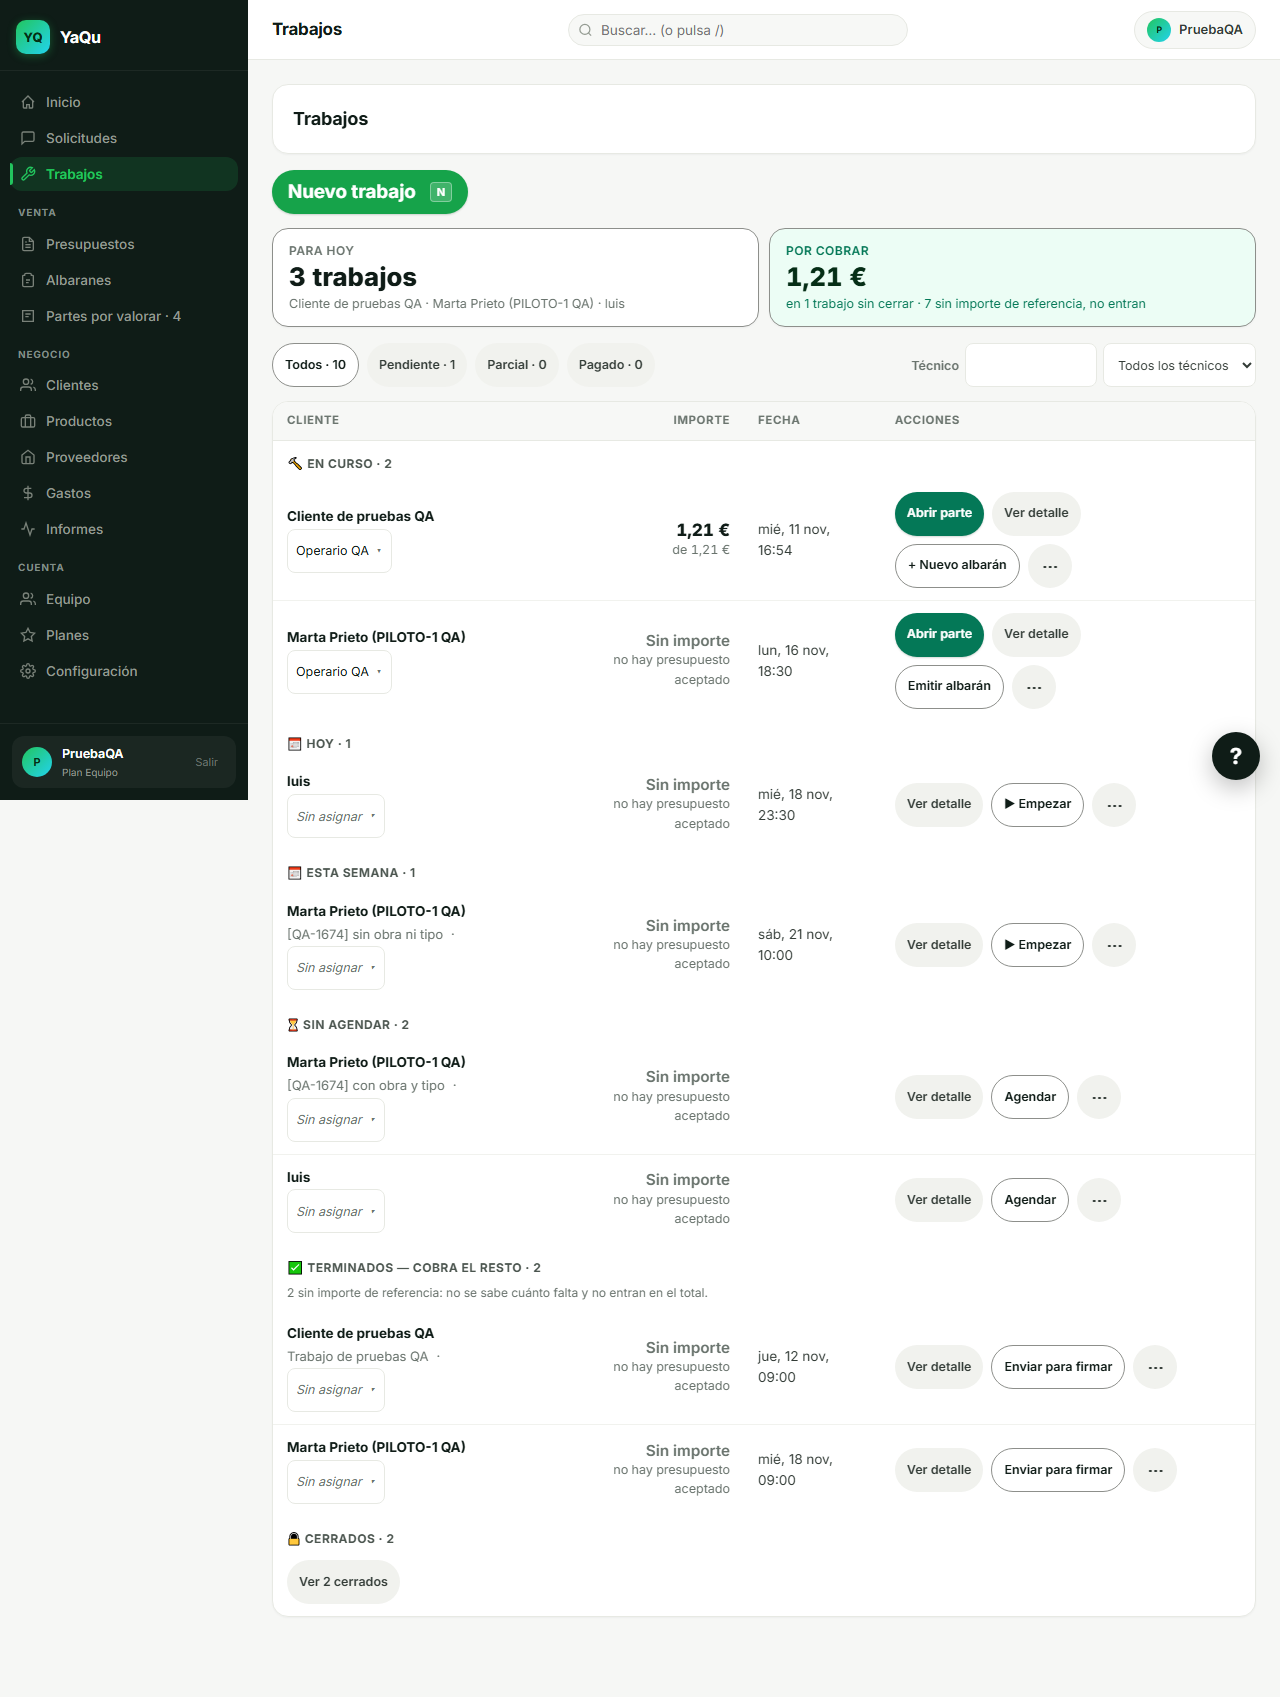 YQ YaQu
Trabajos
Buscar... (o pulsa /)
P PruebaQA
Inicio
Solicitudes
Trabajos
VENTA
Presupuestos
Albaranes
Partes por valorar · 4
NEGOCIO
Clientes
Productos
Proveedores
Gastos
Informes
CUENTA
Equipo
Planes
Configuración
P PruebaQA
Plan Equipo
Salir
Trabajos
Nuevo trabajo N
PARA HOY
3 trabajos
Cliente de pruebas QA · Marta Prieto (PILOTO-1 QA) · luis
POR COBRAR
1,21 €
en 1 trabajo sin cerrar · 7 sin importe de referencia, no entran
Todos · 10
Pendiente · 1
Parcial · 0
Pagado · 0
Técnico
Todos los técnicos
CLIENTE IMPORTE FECHA ACCIONES
EN CURSO · 2
Cliente de pruebas QA
Operario QA
1,21 €
de 1,21 €
mié, 11 nov,
16:54
Abrir parte
Ver detalle
+ Nuevo albarán
...
Marta Prieto (PILOTO-1 QA)
Operario QA
Sin importe
no hay presupuesto
aceptado
lun, 16 nov,
18:30
Abrir parte
Ver detalle
Emitir albarán
...
HOY · 1
?
luis
Sin asignar
Sin importe
no hay presupuesto
aceptado
mié, 18 nov,
23:30
Ver detalle
▶ Empezar
...
ESTA SEMANA · 1
Marta Prieto (PILOTO-1 QA)
[QA-1674] sin obra ni tipo ·
Sin asignar
Sin importe
no hay presupuesto
aceptado
sáb, 21 nov,
10:00
Ver detalle
▶ Empezar
...
SIN AGENDAR · 2
Marta Prieto (PILOTO-1 QA)
[QA-1674] con obra y tipo ·
Sin asignar
Sin importe
no hay presupuesto
aceptado
Ver detalle
Agendar
...
luis
Sin asignar
Sin importe
no hay presupuesto
aceptado
Ver detalle
Agendar
...
TERMINADOS — COBRA EL RESTO · 2
2 sin importe de referencia: no se sabe cuánto falta y no entran en el total.
Cliente de pruebas QA
Trabajo de pruebas QA ·
Sin asignar
Sin importe
no hay presupuesto
aceptado
jue, 12 nov,
09:00
Ver detalle
Enviar para firmar
...
Marta Prieto (PILOTO-1 QA)
Sin asignar
Sin importe
no hay presupuesto
aceptado
mié, 18 nov,
09:00
Ver detalle
Enviar para firmar
...
CERRADOS · 2
Ver 2 cerrados